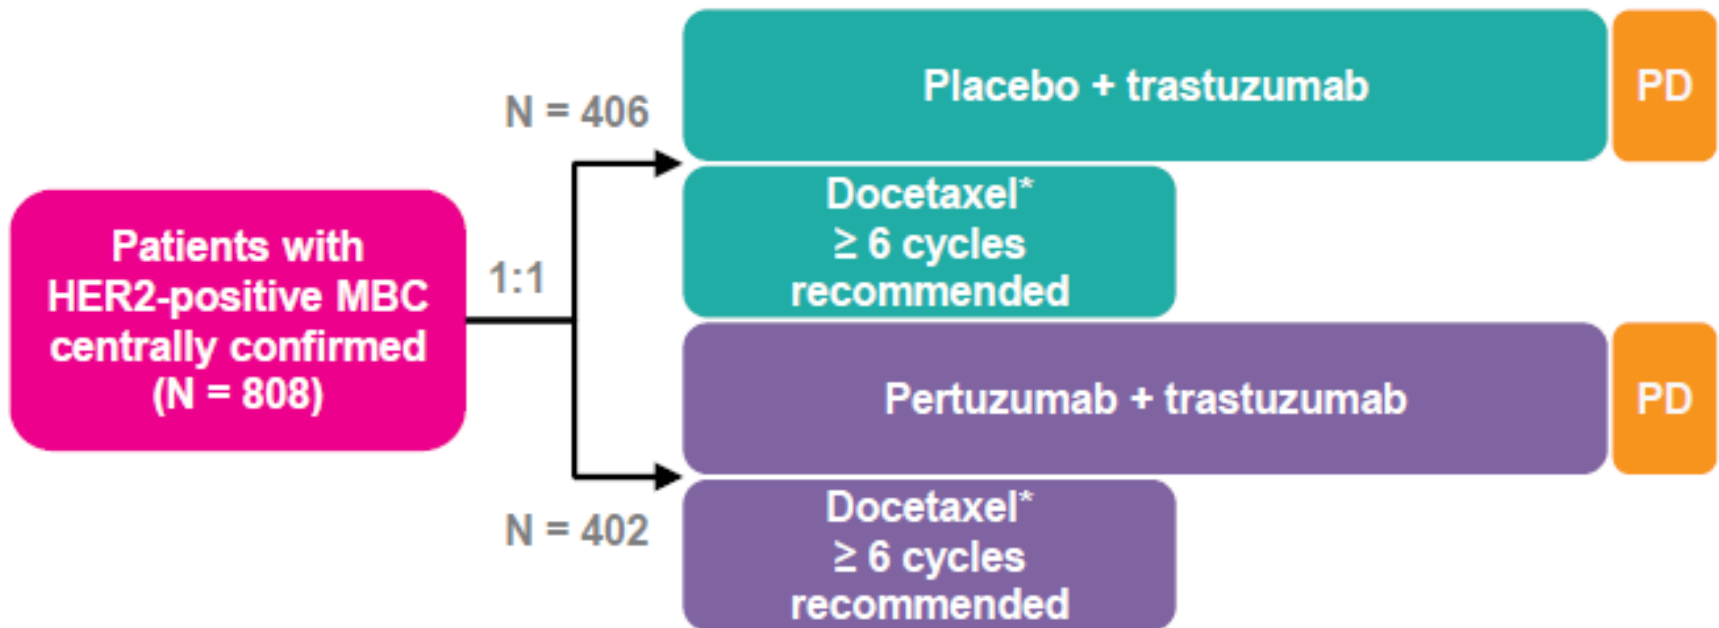 Patients with
HER2-positive MBC
centrally confirmed
(N = 808)
1:1
N = 406
Placebo + trastuzumab
PD
Docetaxel*
≥ 6 cycles
recommended
N = 402
Pertuzumab + trastuzumab
PD
Docetaxel*
≥ 6 cycles
recommended